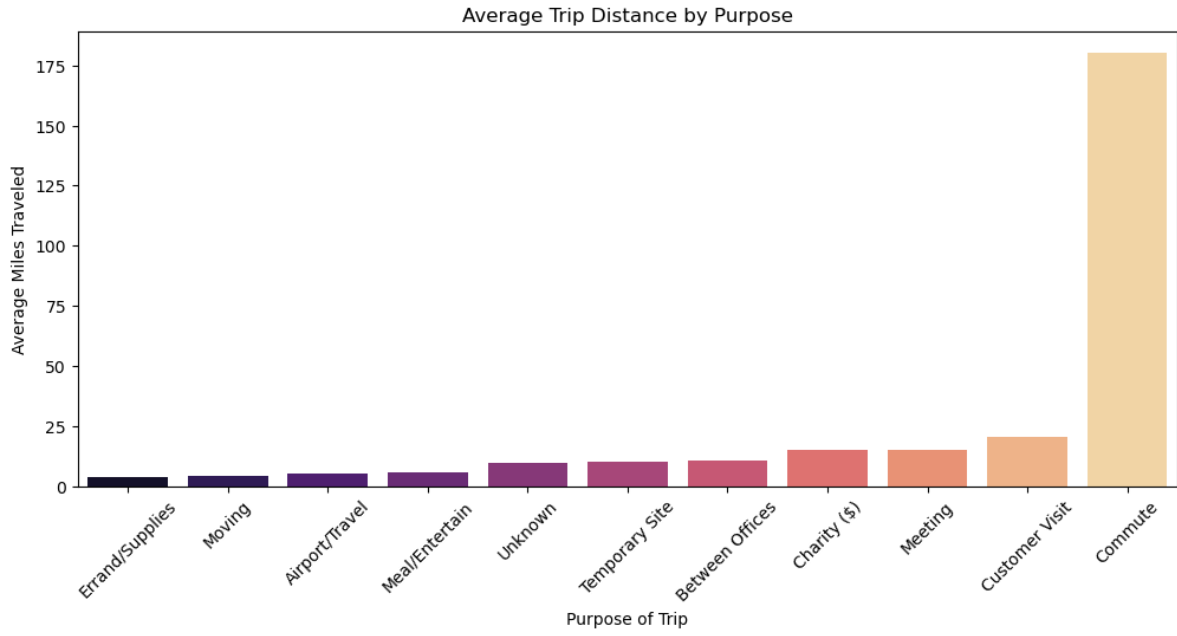 Average Trip Distance by Purpose
Average Miles Traveled
175
150
125
100
75
50
25
0
Errand/Supplies
Moving
Airport/Travel
Meal/Entertain
Unknown
Temporary Site
Between Offices
Charity ($)
Meeting
Customer Visit
Commute
Purpose of Trip